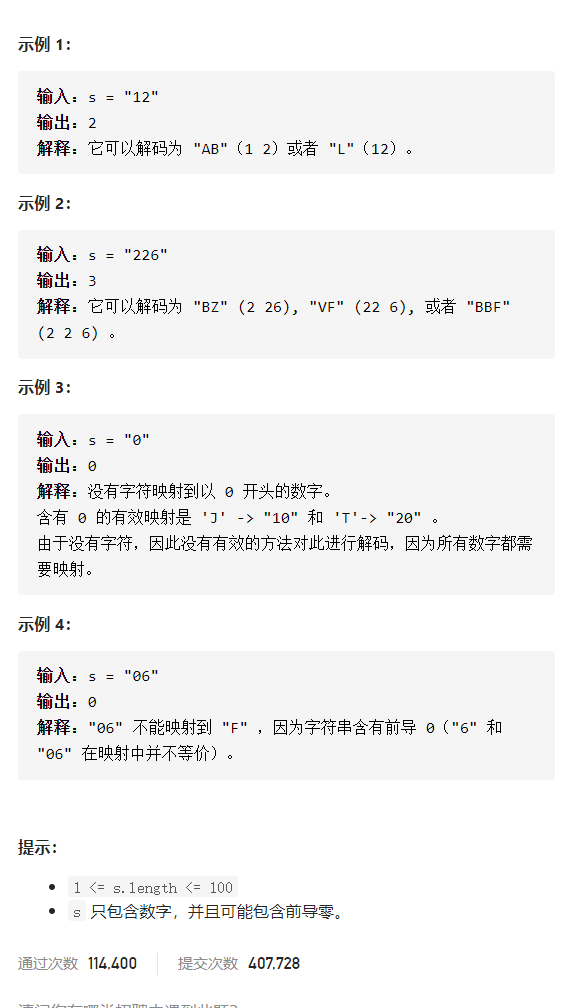 示例 1:
输入: s = "12"
输出: 2
解释: 它可以解码为 "AB"（1 2）或者 "L"（12）。
示例 2:
输入: s = "226"
输出: 3
解释: 它可以解码为 "BZ" (2 26), "VF" (22 6), 或者 "BBF"
(2 2 6) 。
示例 3:
输入: s = "0"
输出: 0
解释: 没有字符映射到以 0 开头的数字。
含有 0 的有效映射是 'J' -> "10" 和 'T'-> "20" 。
由于没有字符，因此没有有效的方法对此进行解码，因为所有数字都需
要映射。
示例 4:
输入: s = "06"
输出: 0
解释: "06" 不能映射到 "F" ，因为字符串含有前导 0（"6" 和
"06" 在映射中并不等价）。
提示:
1 <= s.length <= 100
s 只包含数字，并且可能包含前导零。
通过次数 114,400 提交次数 407,728